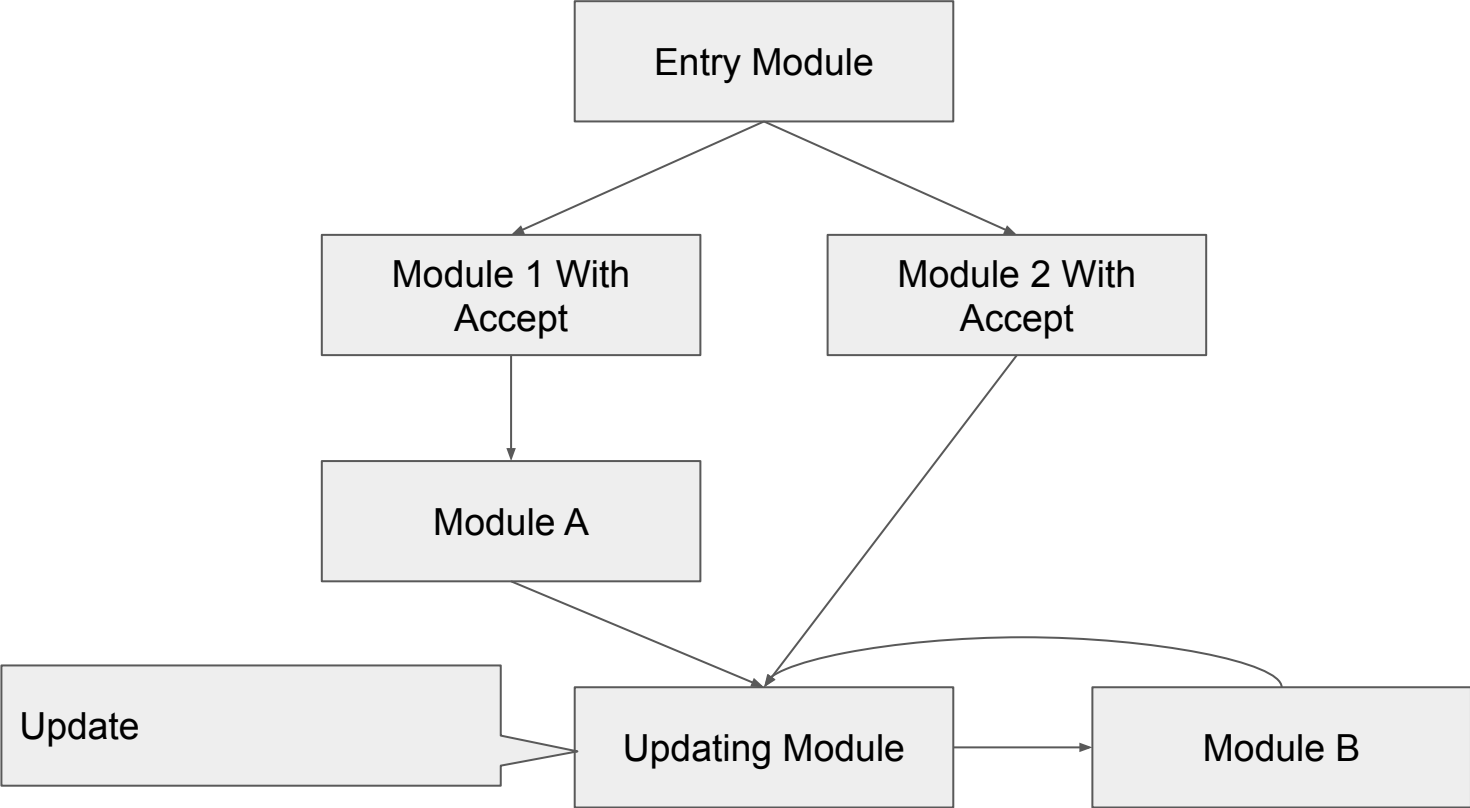 Entry Module
Module 1 With
Accept
Module 2 With
Accept
Module A
Update
Updating Module
Module B